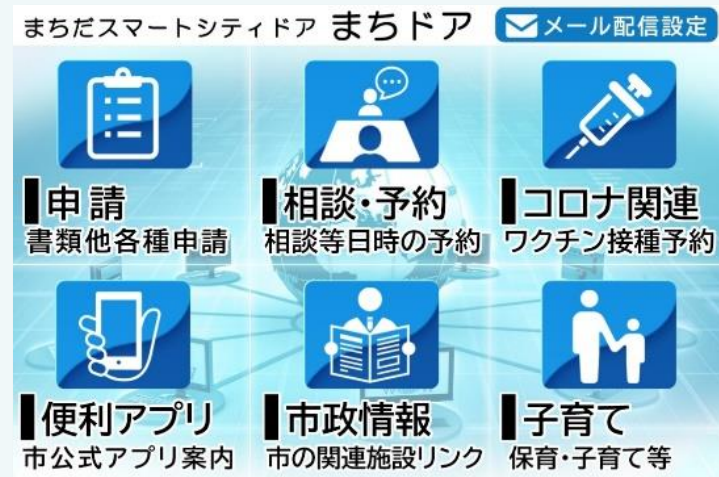 まちだスマートシティドア まちドア メール配信設定
申請
書類他各種申請
相談・予約
相談等日時の予約
コロナ関連
ワクチン接種予約
便利アプリ
市公式アプリ案内
市政情報
市の関連施設リンク
子育て
保育・子育て等